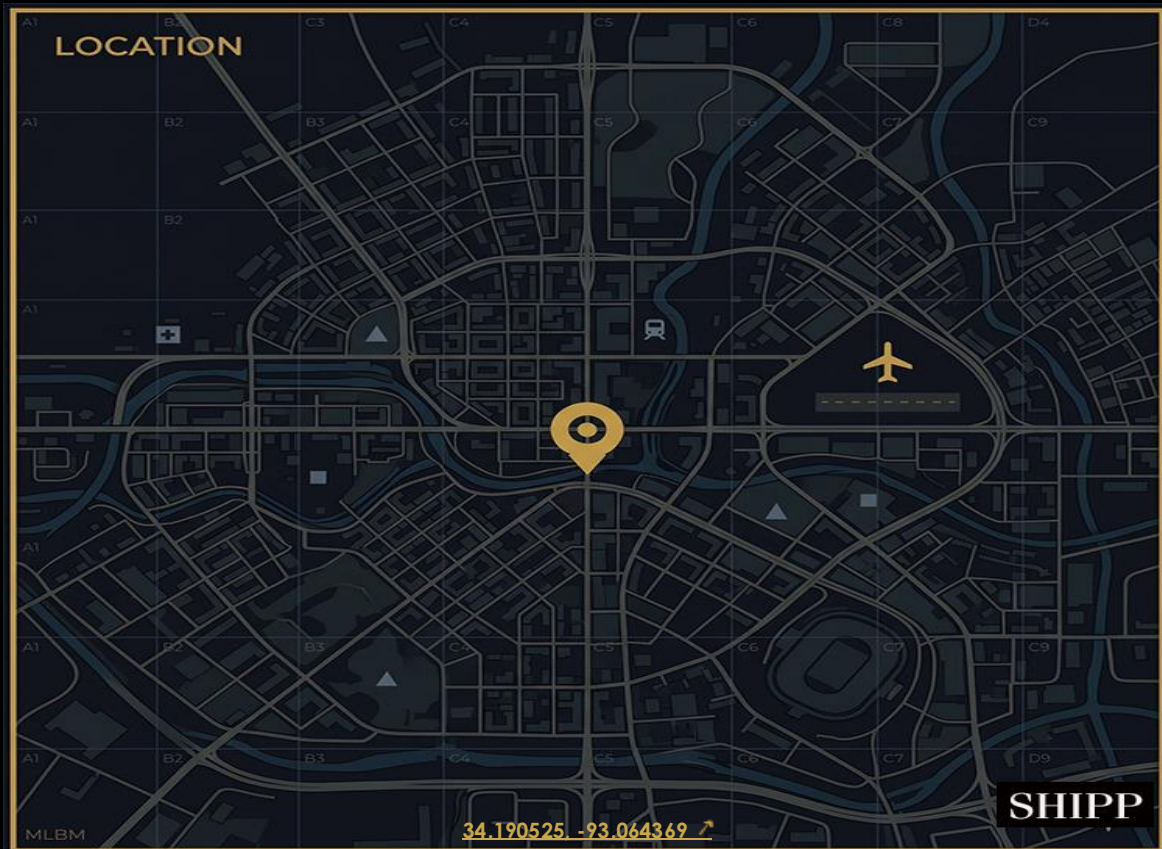 A1 B2 C3 C4 C5 C8 D4
LOCATION
A1 B2 B3 C4 C5 C6 C7 C9
A1 B2
A1
A1
A1 B2 B3 C4 C5 C6 C7 C9
A1 B2 B3 C4 C5 C6 C7 D9
SHIPP
MLBM
34.190525, -93.064369 ↗